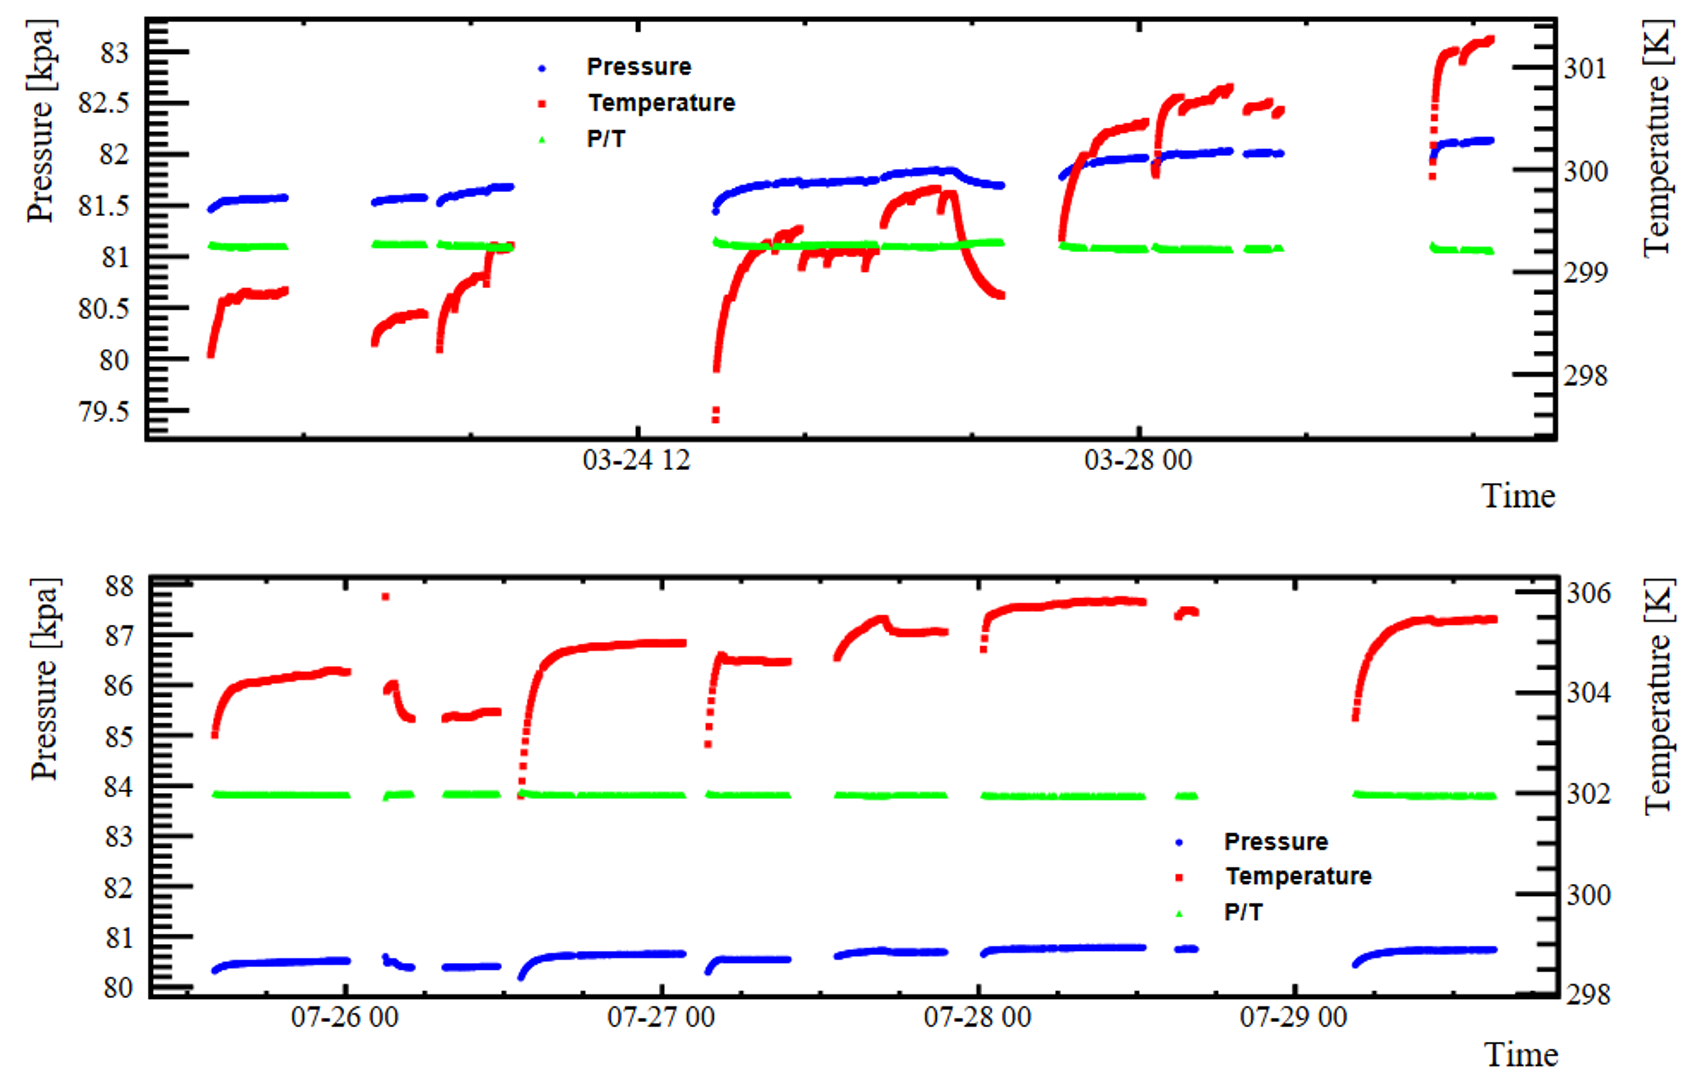 Pressure [kpa]
83
82.5
82
81.5
81
80.5
80
79.5
Pressure
Temperature
P/T
301
300
299
298
Temperature [K]
03-24 12
03-28 00
Time
Pressure [kpa]
88
87
86
85
84
83
82
81
80
Pressure
Temperature
P/T
306
304
302
300
298
Temperature [K]
07-26 00
07-27 00
07-28 00
07-29 00
Time